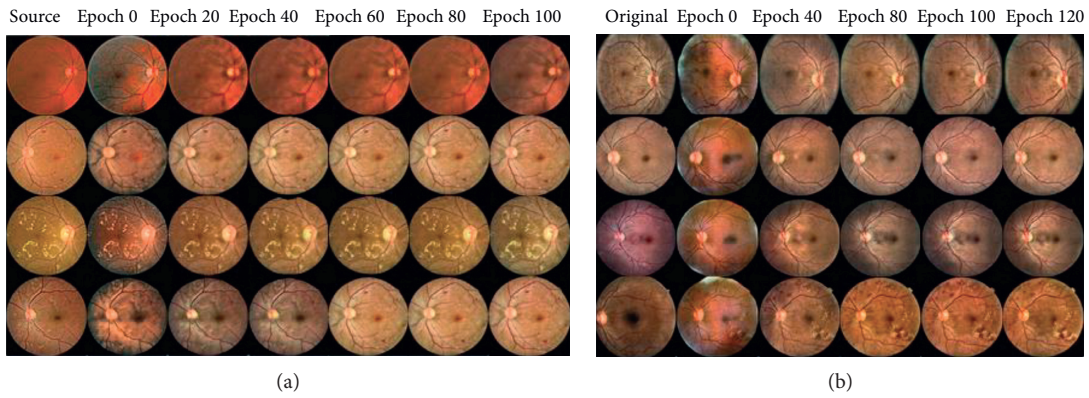 Source Epoch 0 Epoch 20 Epoch 40 Epoch 60 Epoch 80 Epoch 100
Original Epoch 0 Epoch 40 Epoch 80 Epoch 100 Epoch 120
(a)
(b)